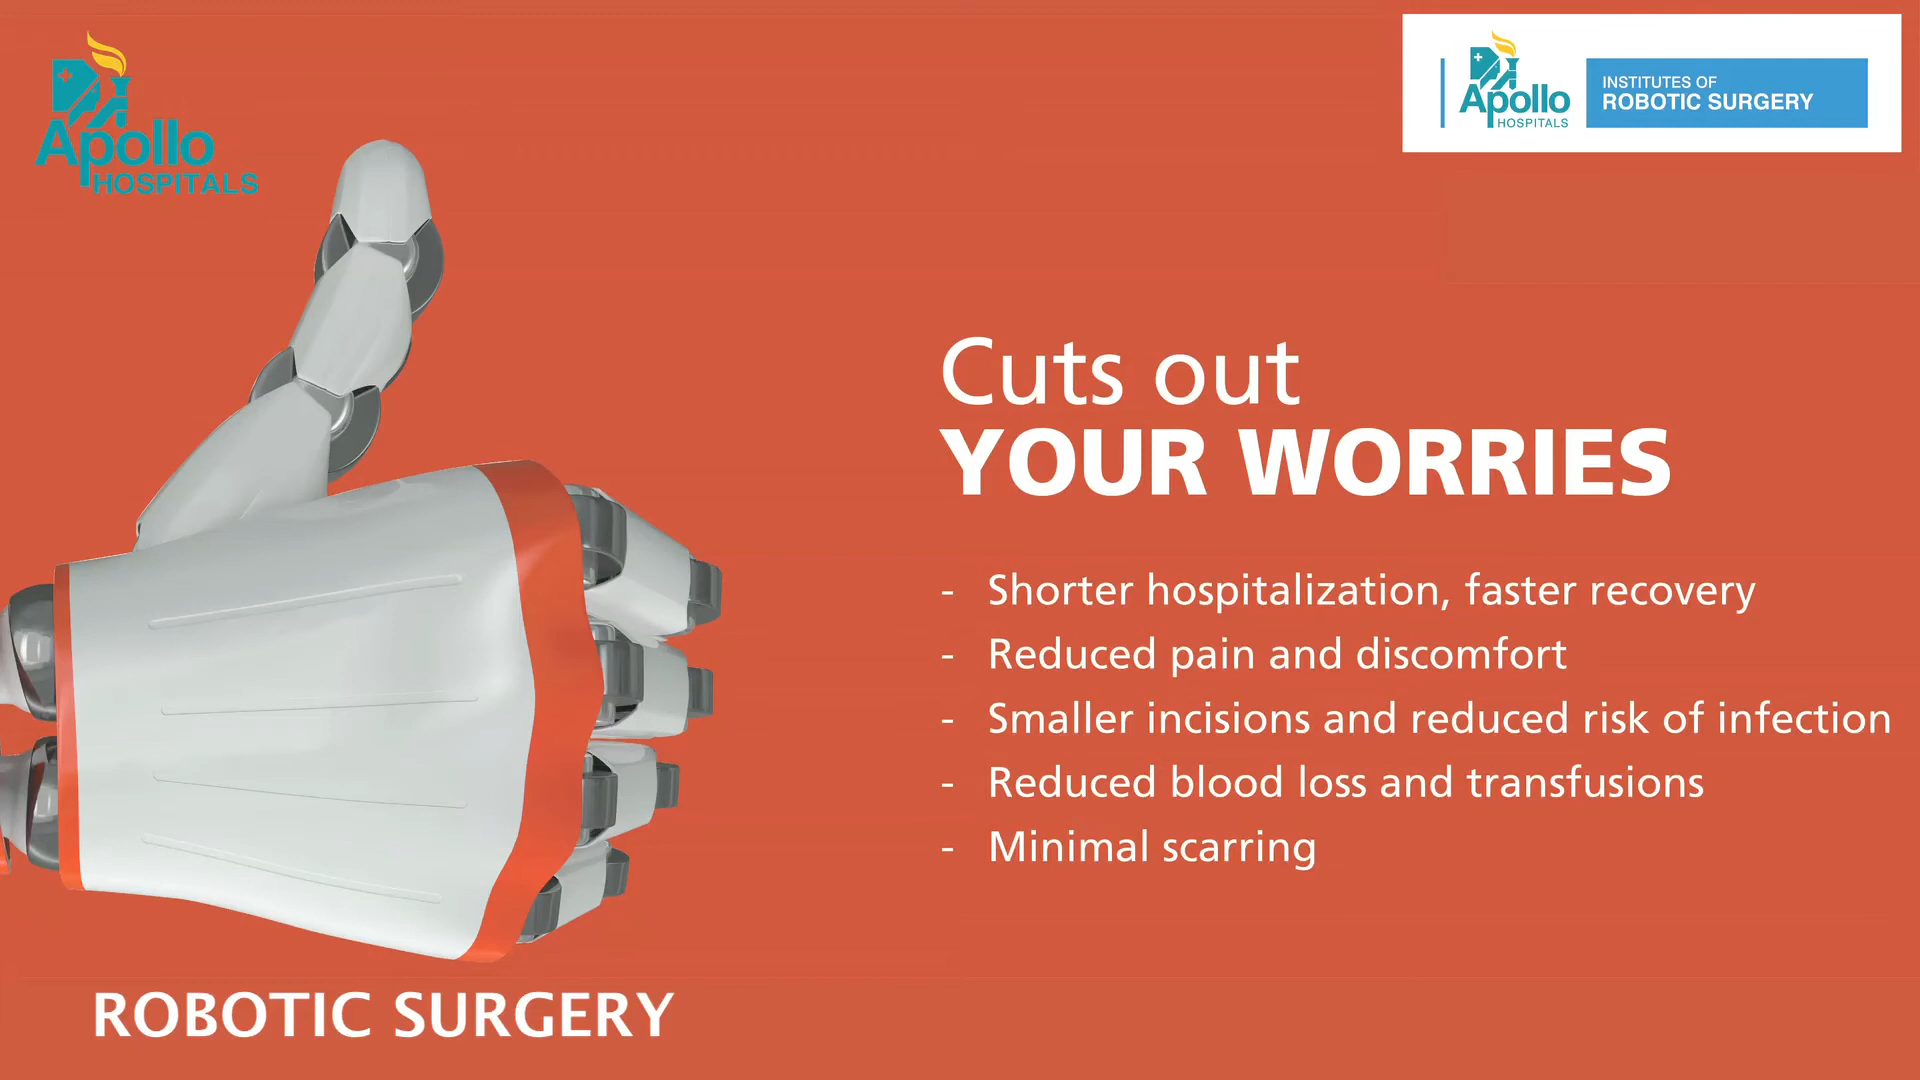 Apollo
HOSPITALS
Apollo
HOSPITALS
INSTITUTES OF
ROBOTIC SURGERY
Cuts out
YOUR WORRIES
- Shorter hospitalization, faster recovery
- Reduced pain and discomfort
- Smaller incisions and reduced risk of infection
- Reduced blood loss and transfusions
- Minimal scarring
ROBOTIC SURGERY